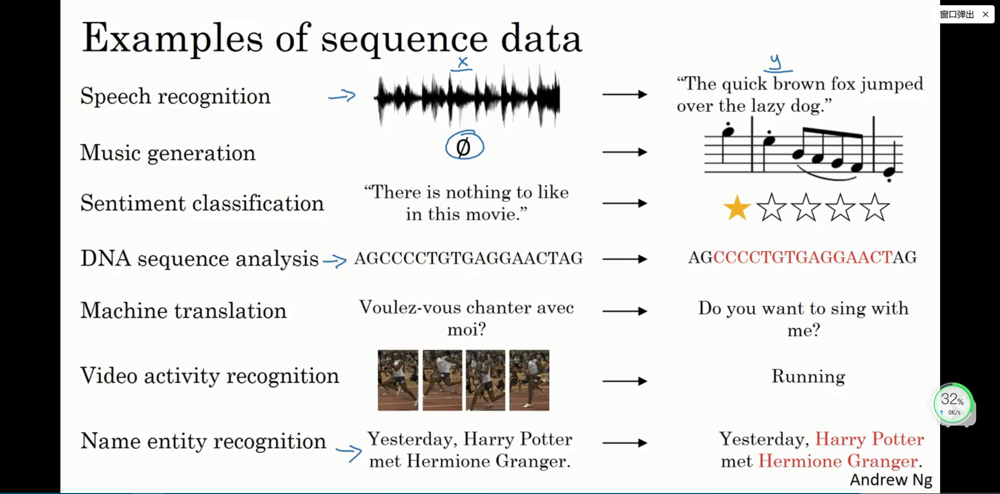 窗口弹出 ×
Examples of sequence data
x
y
Speech recognition
“The quick brown fox jumped
over the lazy dog.”
Music generation
∅
Sentiment classification
“There is nothing to like
in this movie.”
DNA sequence analysis
AGCCCCTGTGAGGAACTAG
AGCCCCTGTGAGGAACTAG
Machine translation
Voulez-vous chanter avec
moi?
Do you want to sing with
me?
Video activity recognition
Running
32%
0K/s
Name entity recognition
Yesterday, Harry Potter
met Hermione Granger.
Yesterday, Harry Potter
met Hermione Granger.
Andrew Ng